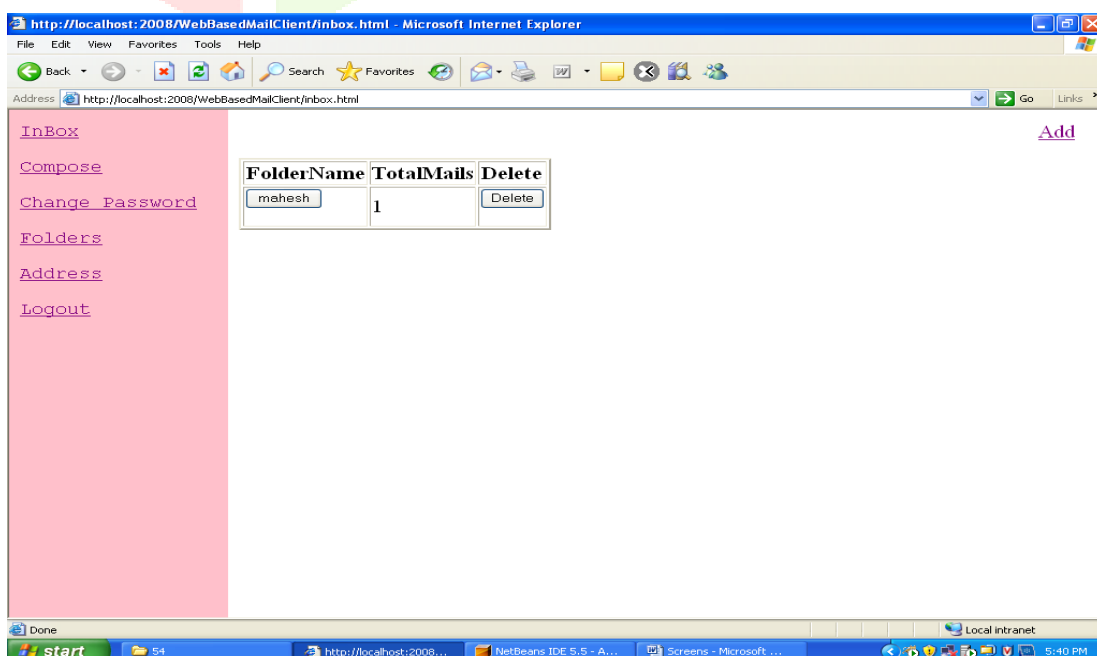 http://localhost:2008/WebBasedMailClient/inbox.html - Microsoft Internet Explorer
File Edit View Favorites Tools Help
Back Search Favorites
Address http://localhost:2008/WebBasedMailClient/inbox.html Go Links
InBox
Compose
Change Password
Folders
Address
Logout
Add
FolderName TotalMails Delete
mahesh 1 Delete
Done Local intranet
start 54 http://localhost:2008... NetBeans IDE 5.5 - A... Screens - Microsoft ... 5:40 PM